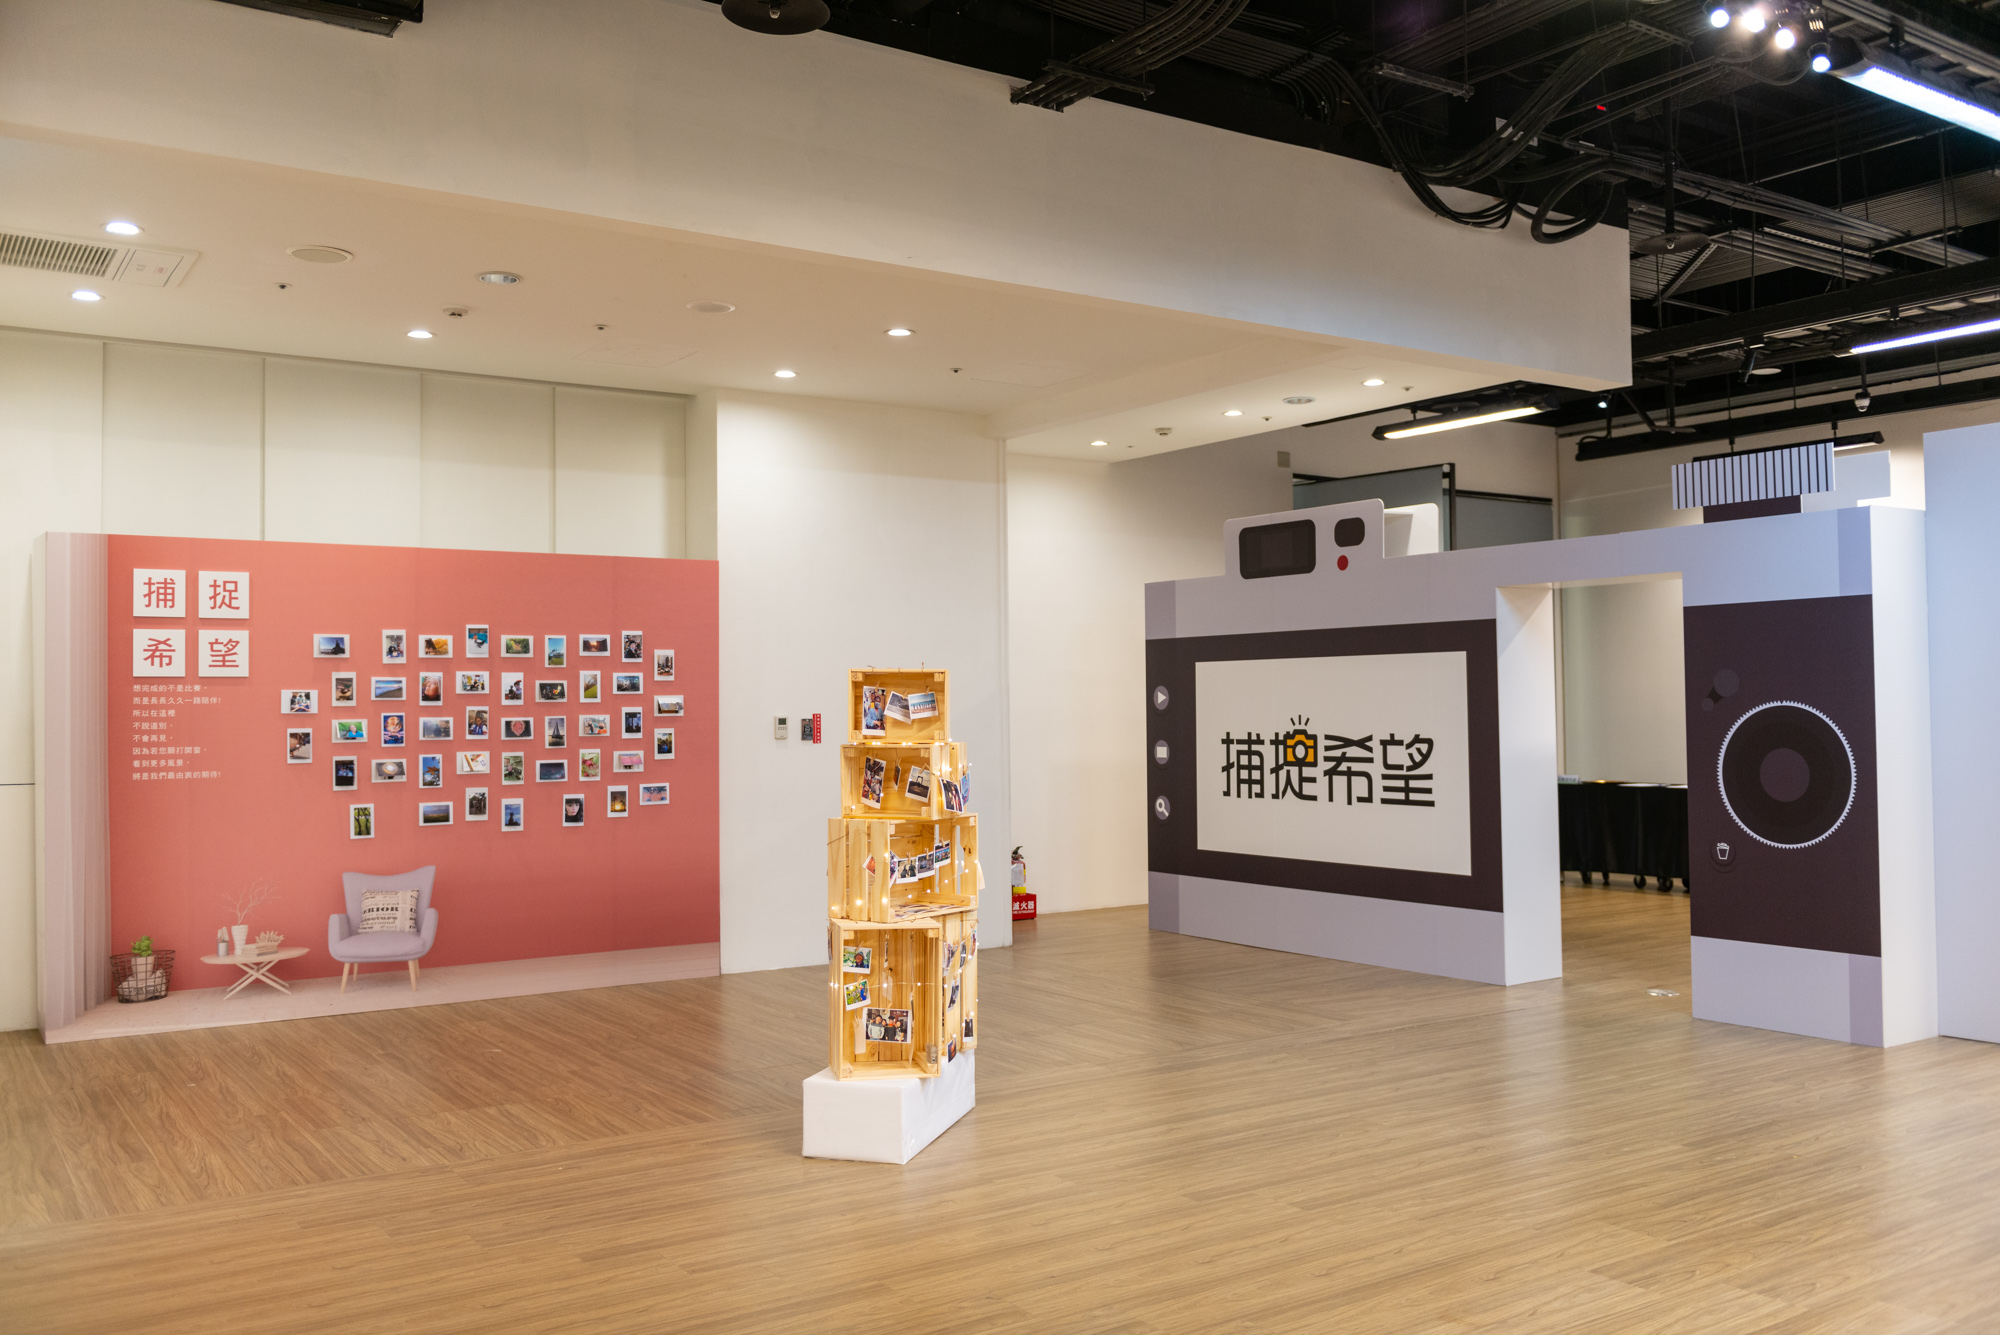 捕捉
希望
想完成的不是比賽，
而是長長久久一路陪伴！
所以在這裡
不說道別，
不會再見，
因為若您願打開窗，
看到更多風景，
將是我們最由衷的期待！
捕捉希望
滅火器